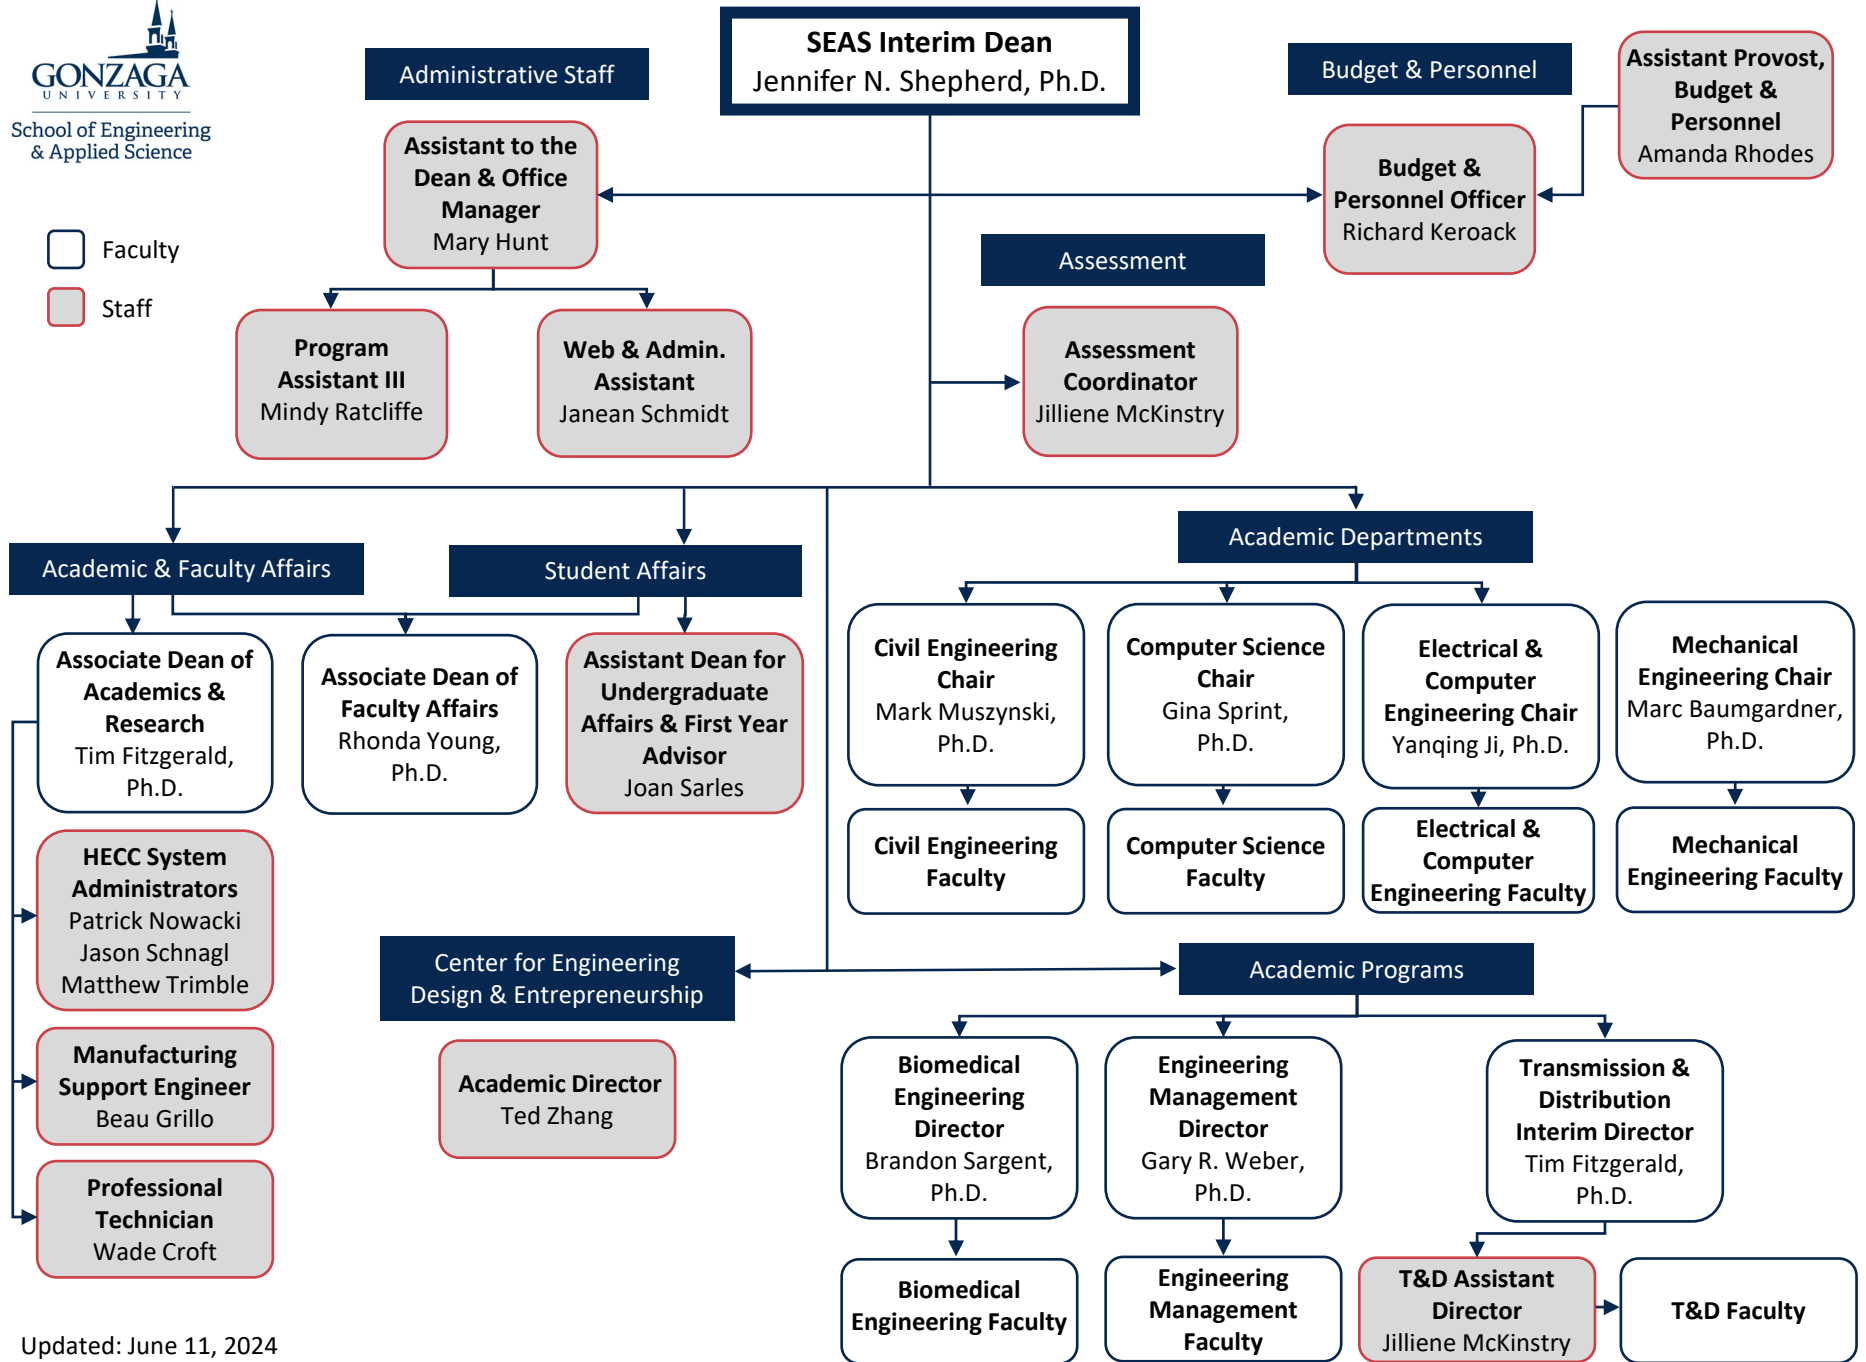 GONZAGA
UNIVERSITY
School of Engineering
& Applied Science
Faculty
Staff
SEAS Interim Dean
Jennifer N. Shepherd, Ph.D.
Administrative Staff
Assistant to the
Dean & Office
Manager
Mary Hunt
Program
Assistant III
Mindy Ratcliffe
Web & Admin.
Assistant
Janean Schmidt
Budget & Personnel
Assistant Provost,
Budget &
Personnel
Amanda Rhodes
Budget &
Personnel Officer
Richard Keroack
Assessment
Assessment
Coordinator
Jilliene McKinstry
Academic & Faculty Affairs
Student Affairs
Associate Dean of
Academics &
Research
Tim Fitzgerald,
Ph.D.
Associate Dean of
Faculty Affairs
Rhonda Young,
Ph.D.
Assistant Dean for
Undergraduate
Affairs & First Year
Advisor
Joan Sarles
HECC System
Administrators
Patrick Nowacki
Jason Schnagl
Matthew Trimble
Manufacturing
Support Engineer
Beau Grillo
Professional
Technician
Wade Croft
Academic Departments
Civil Engineering
Chair
Mark Muszynski,
Ph.D.
Computer Science
Chair
Gina Sprint,
Ph.D.
Electrical &
Computer
Engineering Chair
Yanqing Ji, Ph.D.
Mechanical
Engineering Chair
Marc Baumgardner,
Ph.D.
Civil Engineering
Faculty
Computer Science
Faculty
Electrical &
Computer
Engineering Faculty
Mechanical
Engineering Faculty
Center for Engineering
Design & Entrepreneurship
Academic Director
Ted Zhang
Academic Programs
Biomedical
Engineering
Director
Brandon Sargent,
Ph.D.
Engineering
Management
Director
Gary R. Weber,
Ph.D.
Transmission &
Distribution
Interim Director
Tim Fitzgerald,
Ph.D.
Biomedical
Engineering Faculty
Engineering
Management
Faculty
T&D Assistant
Director
Jilliene McKinstry
T&D Faculty
Updated: June 11, 2024